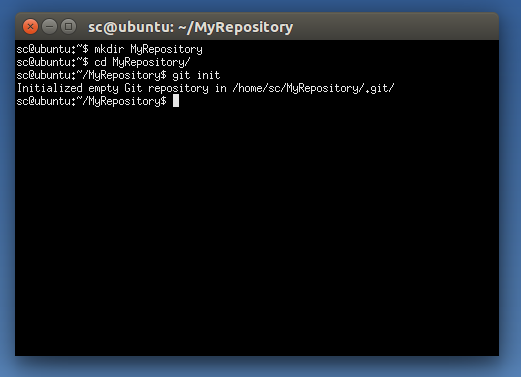 sc@ubuntu: ~/MyRepository
sc@ubuntu:~$ mkdir MyRepository
sc@ubuntu:~$ cd MyRepository/
sc@ubuntu:~/MyRepository$ git init
Initialized empty Git repository in /home/sc/MyRepository/.git/
sc@ubuntu:~/MyRepository$